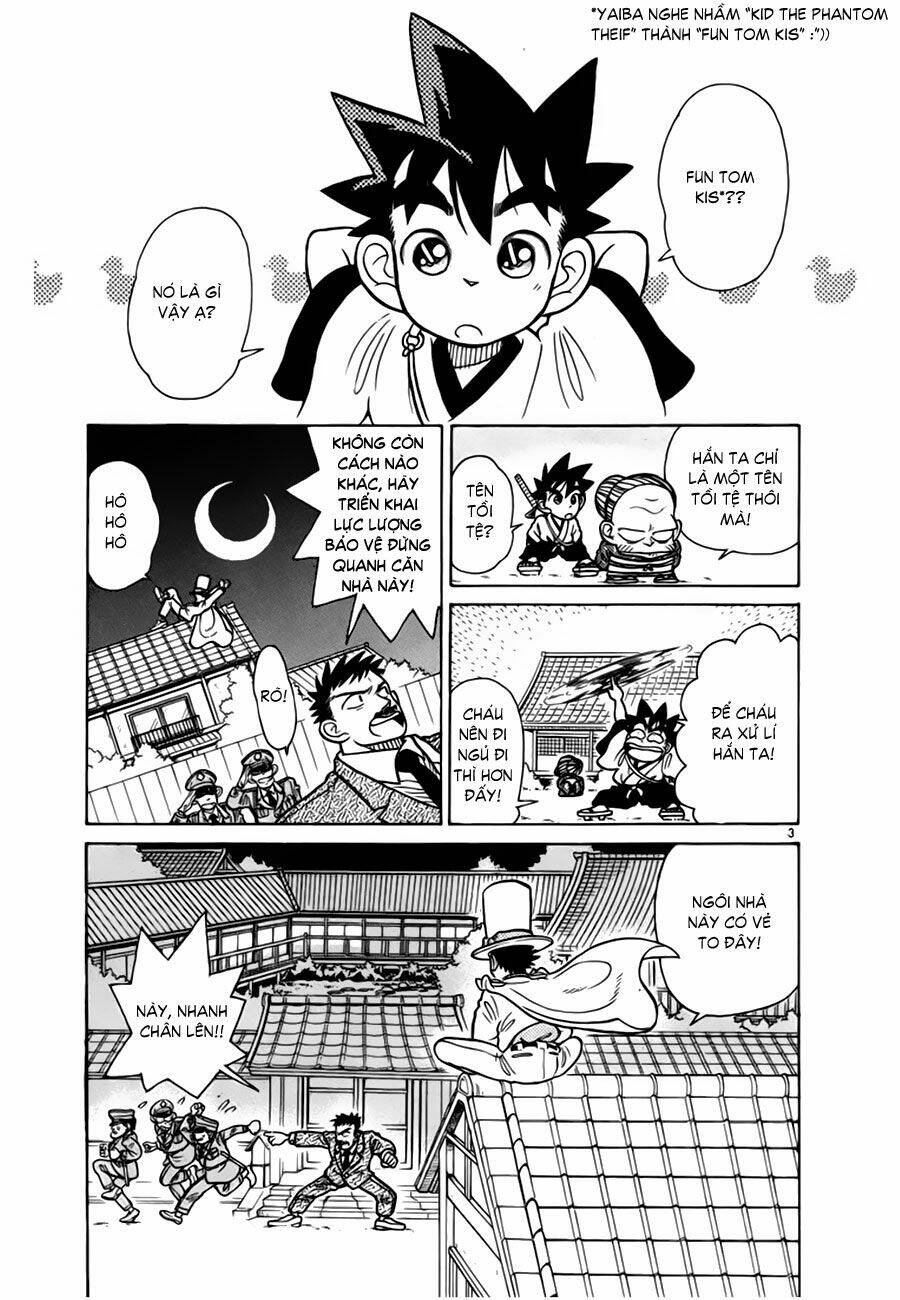 *YAIBA NGHE NHẦM “KID THE PHANTOM
THEIF” THÀNH “FUN TOM KIS” :”))
FUN TOM
KIS*??
NÓ LÀ GÌ
VẬY Ạ?
HẮN TA CHỈ
LÀ MỘT TÊN
TỒI TỆ THÔI
MÀ!
TÊN
TỒI
TỆ?
ĐỂ CHÁU
RA XỬ LÍ
HẮN TA!
CHÁU
NÊN ĐI
NGỦ ĐI
THÌ HƠN
ĐẤY!
3
KHÔNG CÒN
CÁCH NÀO
KHÁC, HÃY
TRIỂN KHAI
LỰC LƯỢNG
BẢO VỆ ĐỨNG
QUANH CĂN
NHÀ NÀY!
HÔ
HÔ
HÔ
RÕ!
NGÔI NHÀ
NÀY CÓ VẺ
TO ĐÂY!
NÀY, NHANH
CHÂN LÊN!!